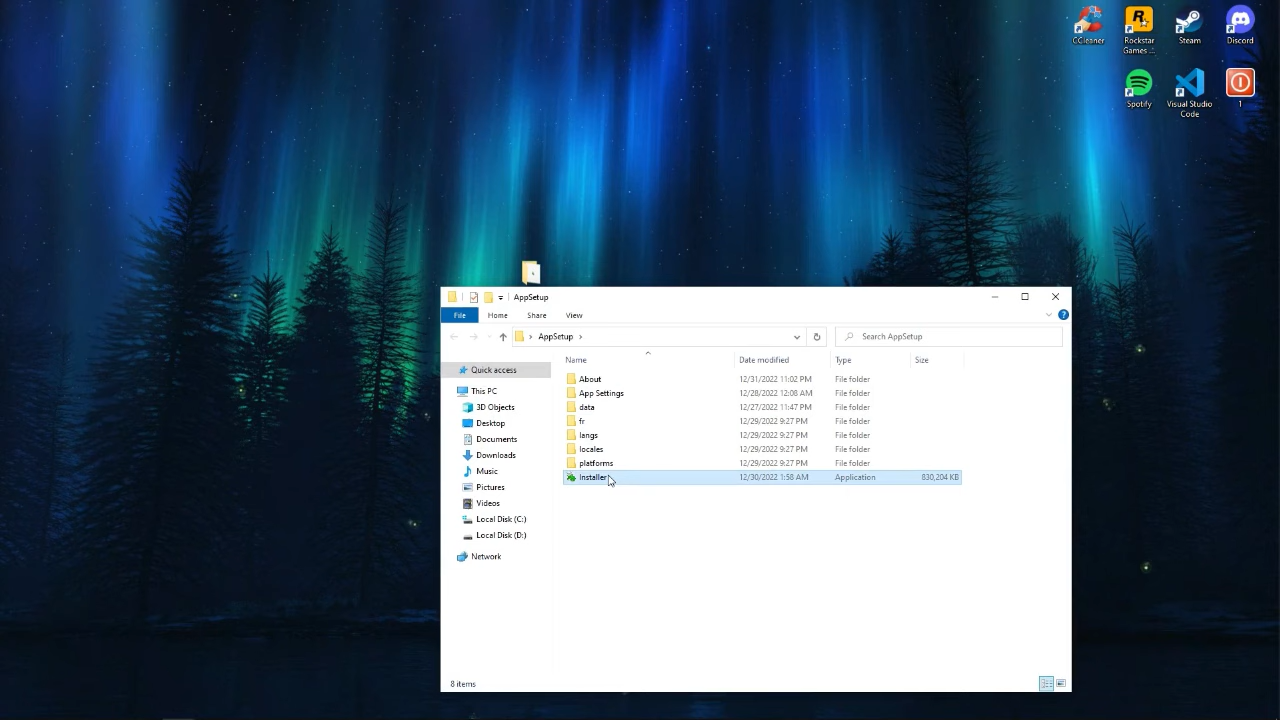 CCleaner
Rockstar
Games ...
Steam
Discord
Spotify
Visual Studio
Code
1
AppSetup
File
Home
Share
View
AppSetup
Search AppSetup
Name
Date modified
Type
Size
Quick access
This PC
3D Objects
Desktop
Documents
Downloads
Music
Pictures
Videos
Local Disk (C:)
Local Disk (D:)
Network
About 12/31/2022 11:02 PM File folder
App Settings 12/28/2022 12:08 AM File folder
data 12/27/2022 11:47 PM File folder
fr 12/29/2022 9:27 PM File folder
langs 12/29/2022 9:27 PM File folder
locales 12/29/2022 9:27 PM File folder
platforms 12/29/2022 9:27 PM File folder
Installer 12/30/2022 1:58 AM Application 830,204 KB
8 items